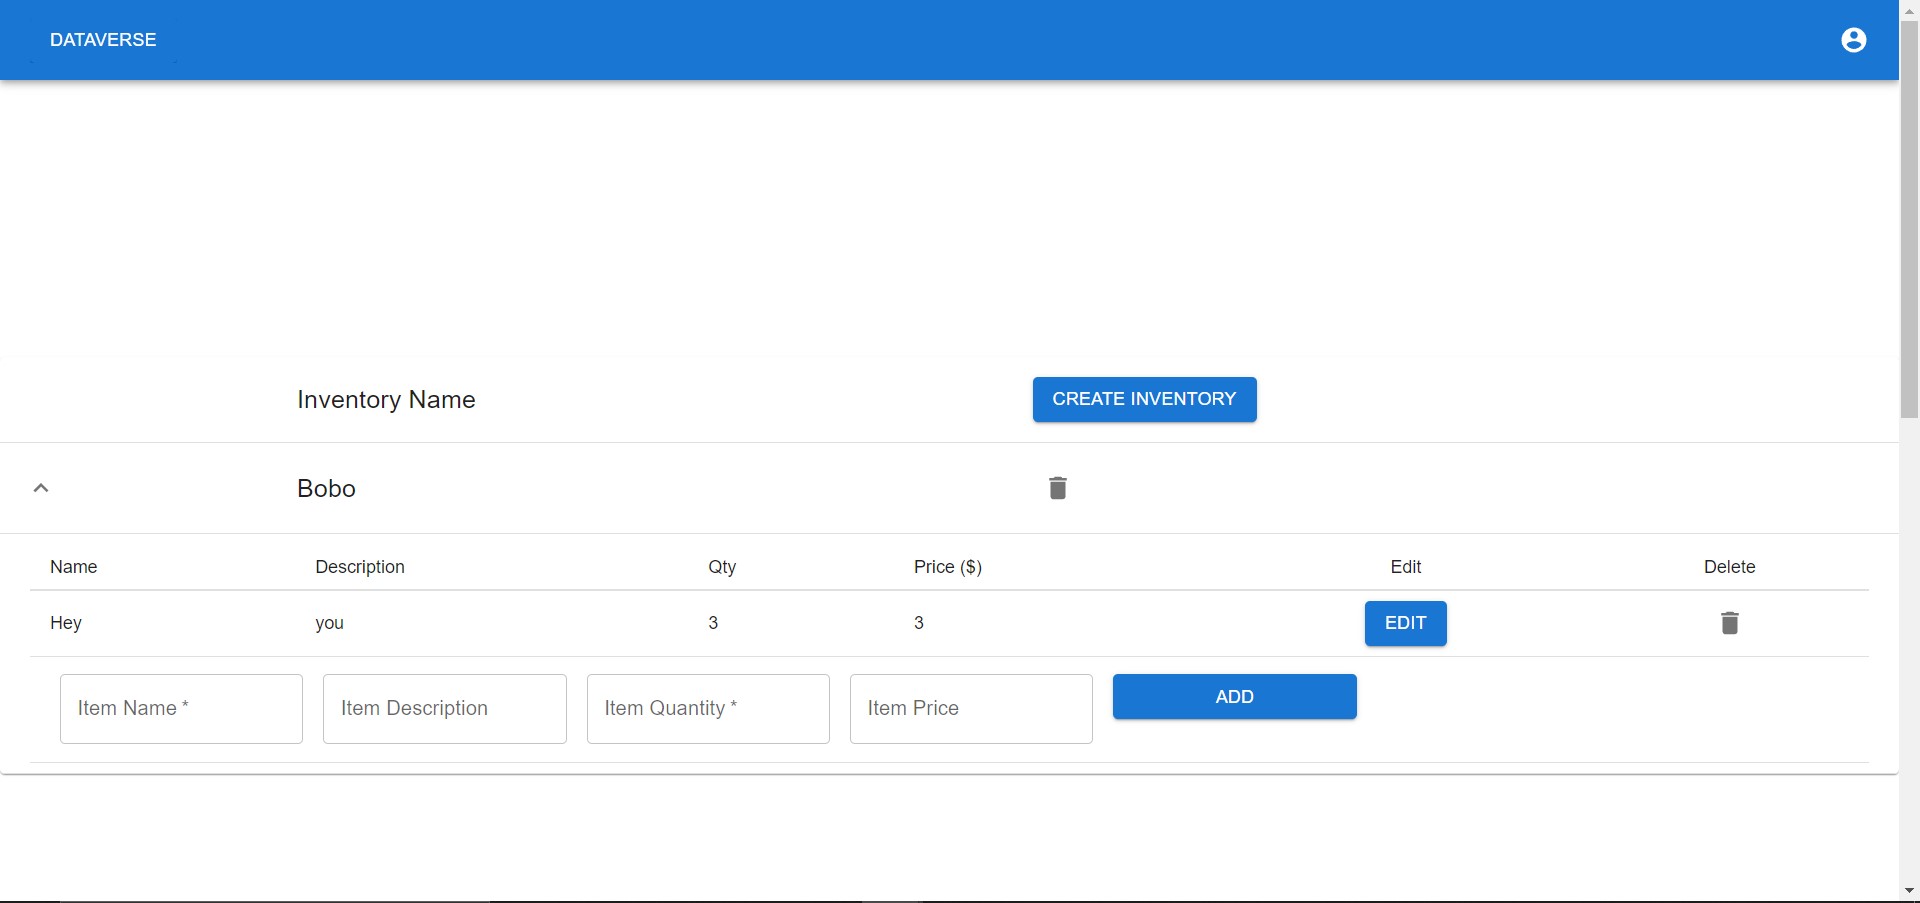 DATAVERSE
Inventory Name CREATE INVENTORY
Bobo
Name Description Qty Price ($) Edit Delete
Hey you 3 3 EDIT
Item Name * Item Description Item Quantity * Item Price ADD